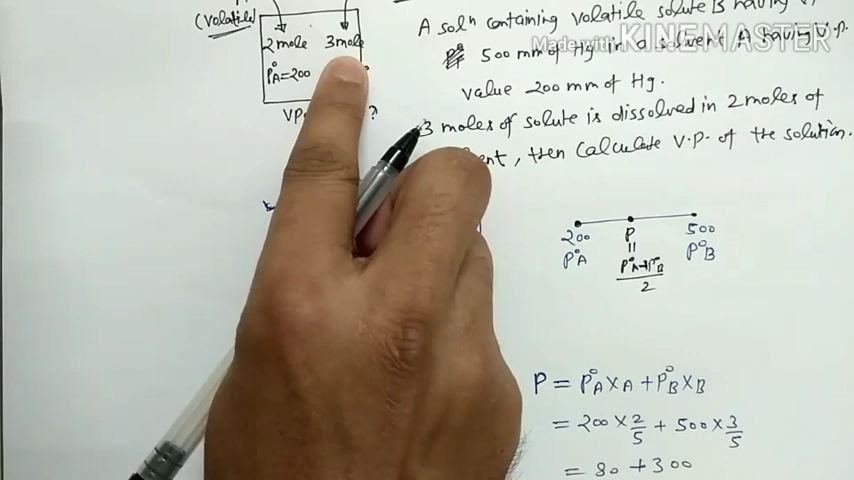 (volatile)
2mole 3mole
P°A=200
VP
?
A solⁿ containing volatile solute B having
500 mm of Hg in a solvent A having V.P.
value 200 mm of Hg.
3 moles of solute is dissolved in 2 moles of
, then calculate V.P. of the solution.
Made with KINEMASTER
200 P 500
P°A = P°B
P°A+P°B
2
P = P°A XA + P°B XB
= 200 × 2/5 + 500 × 3/5
= 80 + 300